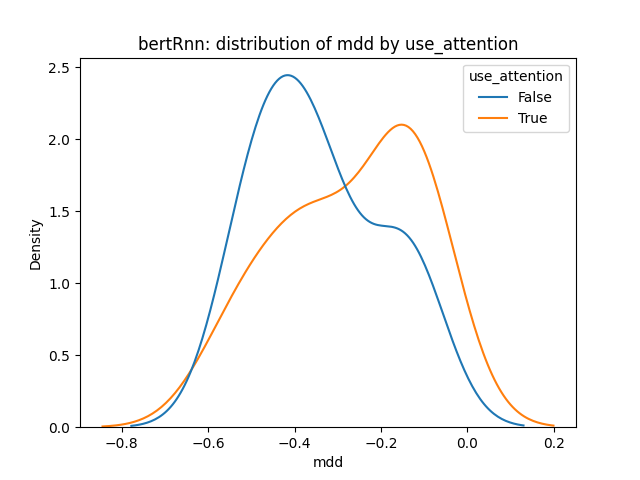 bertRnn: distribution of mdd by use_attention
use_attention
False
True
Density
2.5
2.0
1.5
1.0
0.5
0.0
−0.8 −0.6 −0.4 −0.2 0.0 0.2
mdd